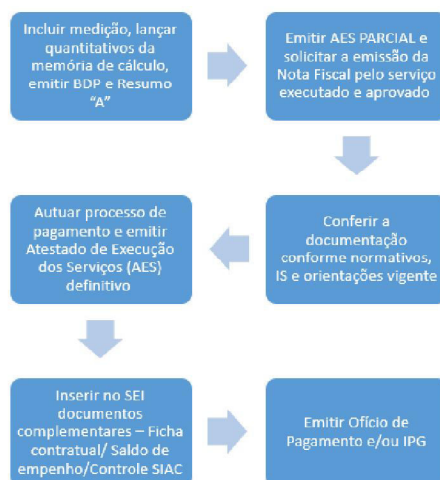 Incluir medição, lançar
quantitativos da
memória de cálculo,
emitir BDP e Resumo
“A”
Emitir AES PARCIAL e
solicitar a emissão da
Nota Fiscal pelo serviço
executado e aprovado
Conferir a
documentação
conforme normativos,
IS e orientações vigente
Autuar processo de
pagamento e emitir
Atestado de Execução
dos Serviços (AES)
definitivo
Inserir no SEI
documentos
complementares – Ficha
contratual/ Saldo de
empenho/Controle SIAC
Emitir Ofício de
Pagamento e/ou IPG